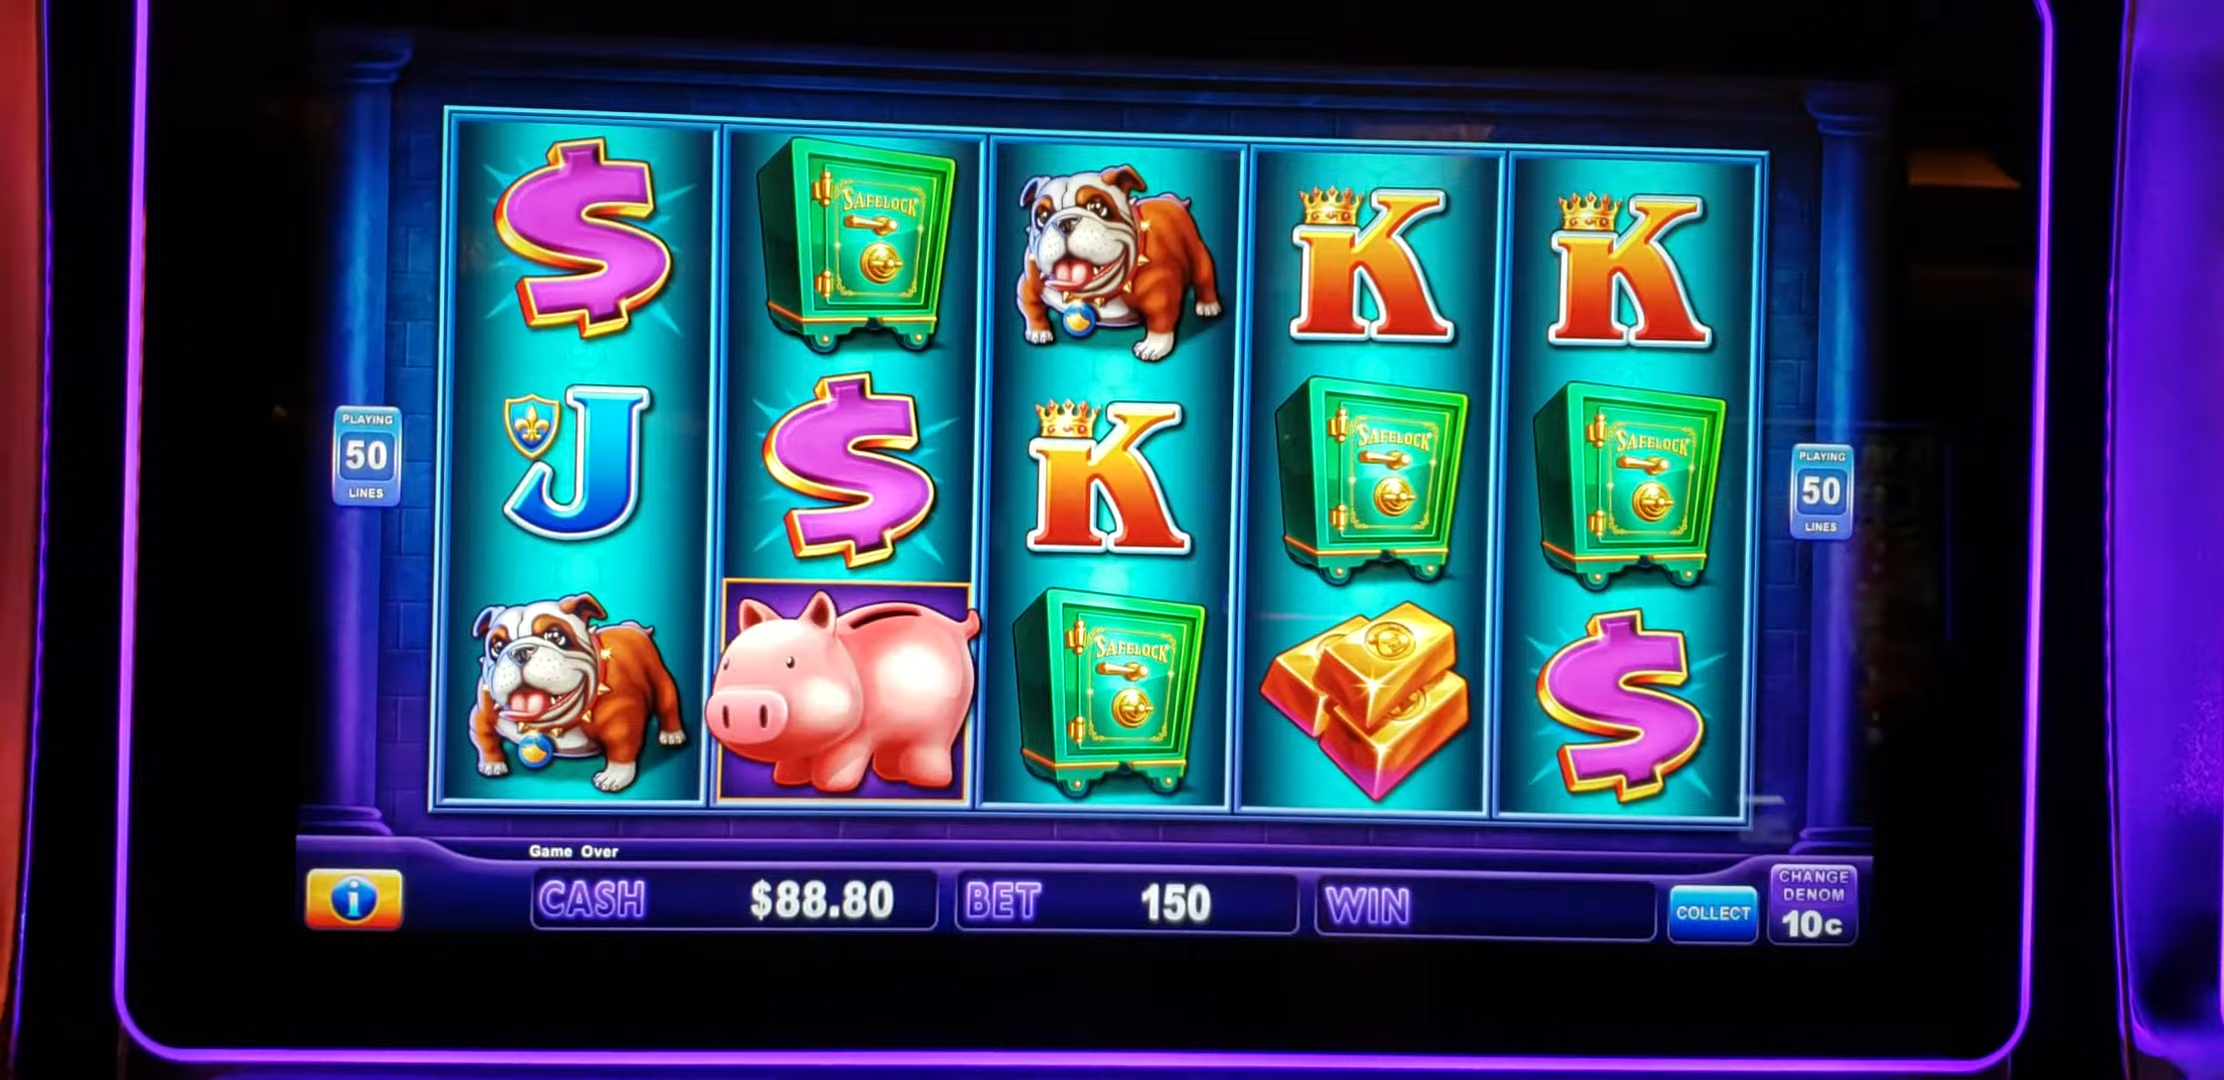 SAFELOCK
K
K
PLAYING
50
LINES
J
K
SAFELOCK
SAFELOCK
PLAYING
50
LINES
SAFELOCK
Game Over
CASH $88.80
BET 150
WIN
COLLECT
CHANGE
DENOM
10c